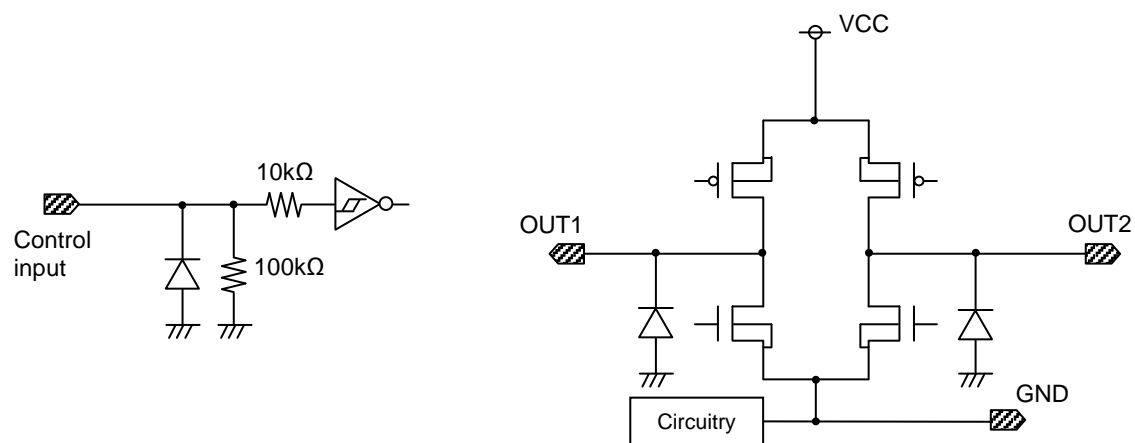 VCC
10kΩ
Control
input
100kΩ
OUT1
OUT2
GND
Circuitry